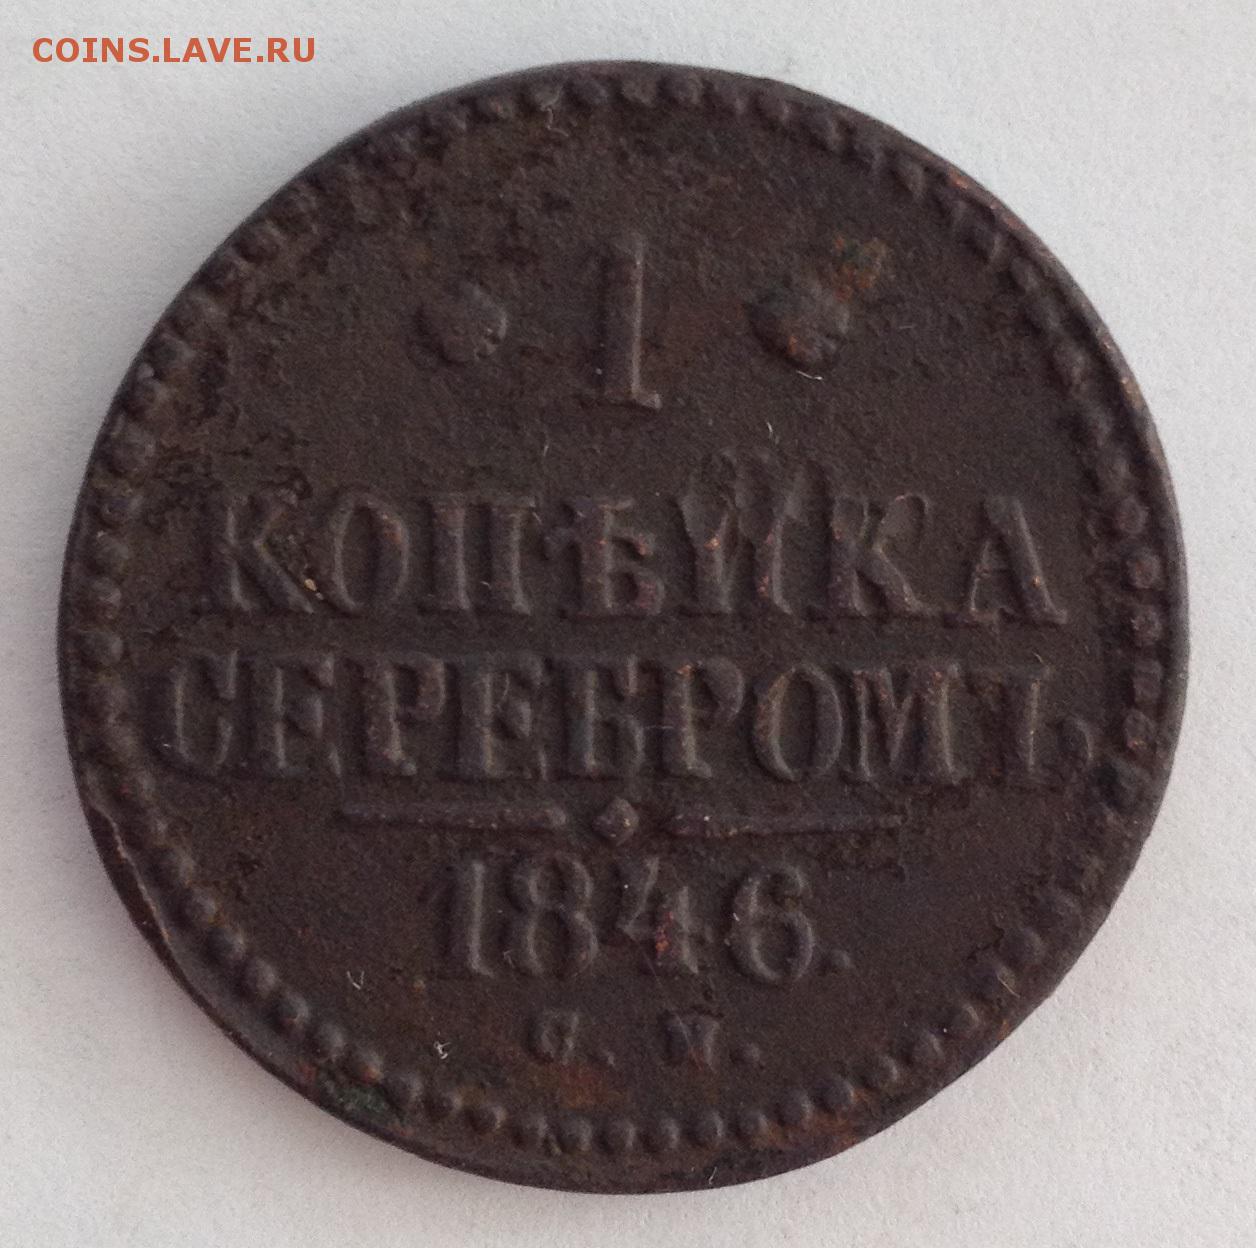 COINS.LAVE.RU
1
КОПѢЙКА
СЕРЕБРОМЪ
1846.
С. М.